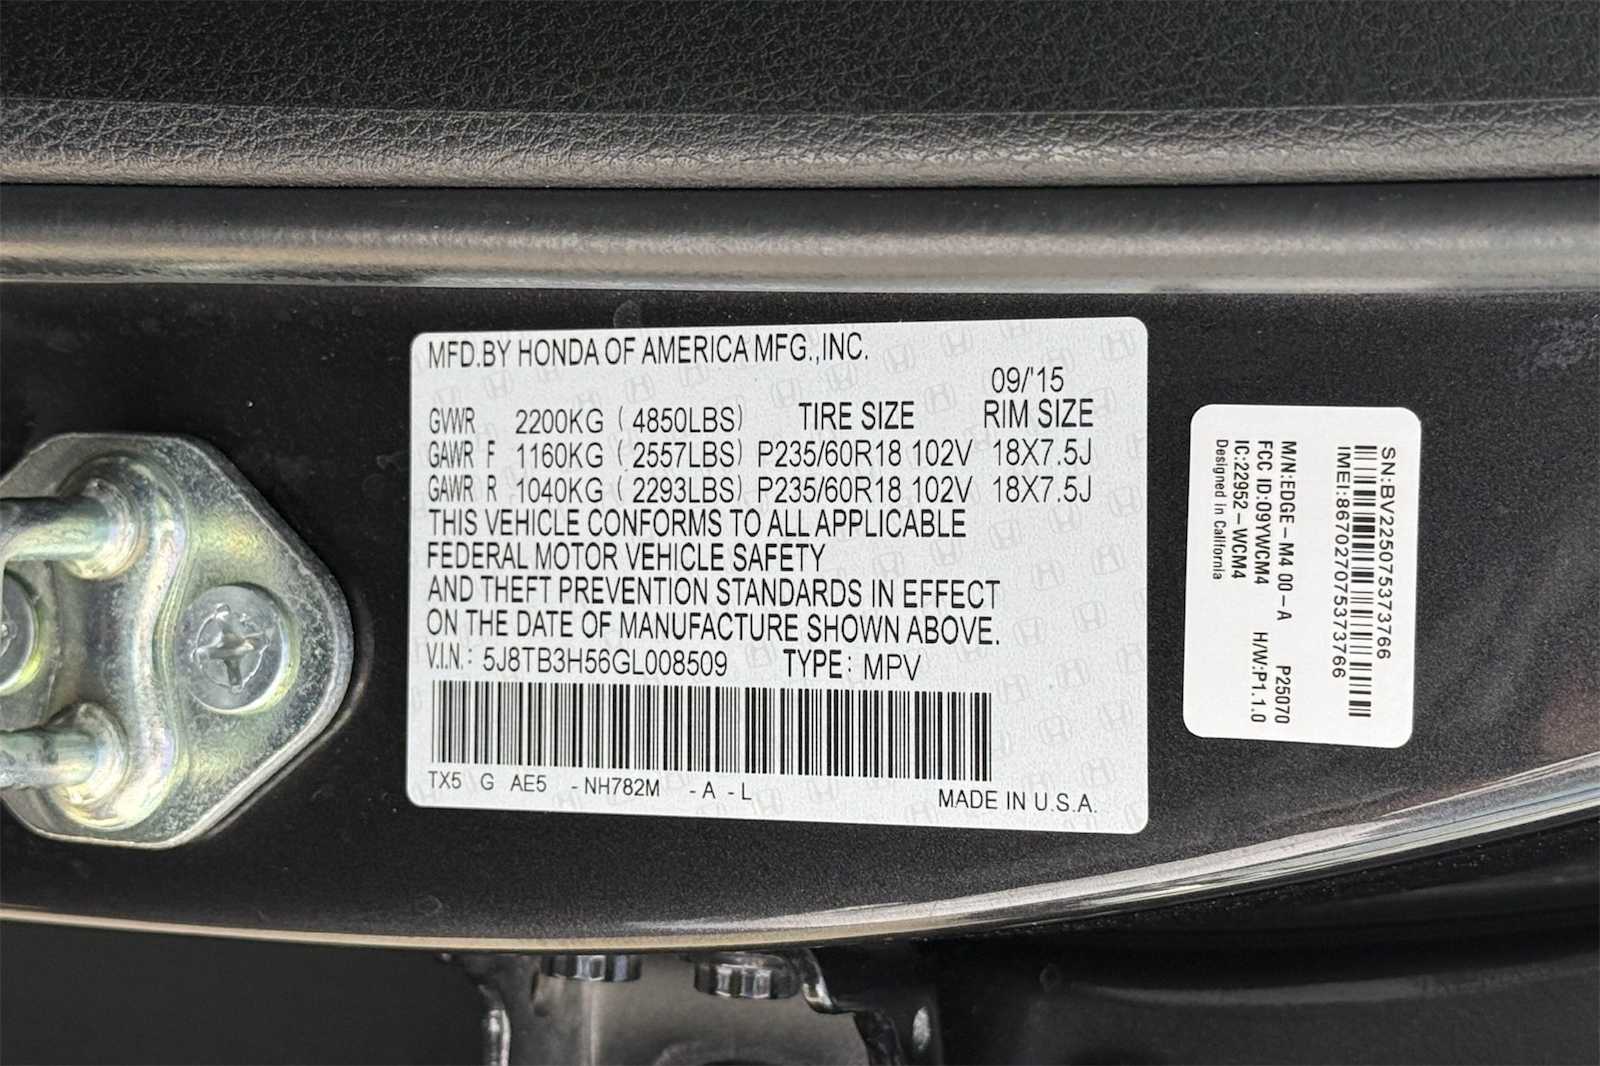 MFD.BY HONDA OF AMERICA MFG.,INC.
09/'15
GVWR 2200KG ( 4850LBS) TIRE SIZE RIM SIZE
GAWR F 1160KG ( 2557LBS) P235/60R18 102V 18X7.5J
GAWR R 1040KG ( 2293LBS) P235/60R18 102V 18X7.5J
THIS VEHICLE CONFORMS TO ALL APPLICABLE
FEDERAL MOTOR VEHICLE SAFETY
AND THEFT PREVENTION STANDARDS IN EFFECT
ON THE DATE OF MANUFACTURE SHOWN ABOVE.
V.I.N.: 5J8TB3H56GL008509 TYPE: MPV
TX5 G AE5 - NH782M - A - L
MADE IN U.S.A.
SN:BV225075373766
IMEI:867027075373766
M/N:EDGE-M4 00-A P25070
FCC ID:09YWCM4 H/W:P1.1.0
IC:22952-WCM4
Designed in California